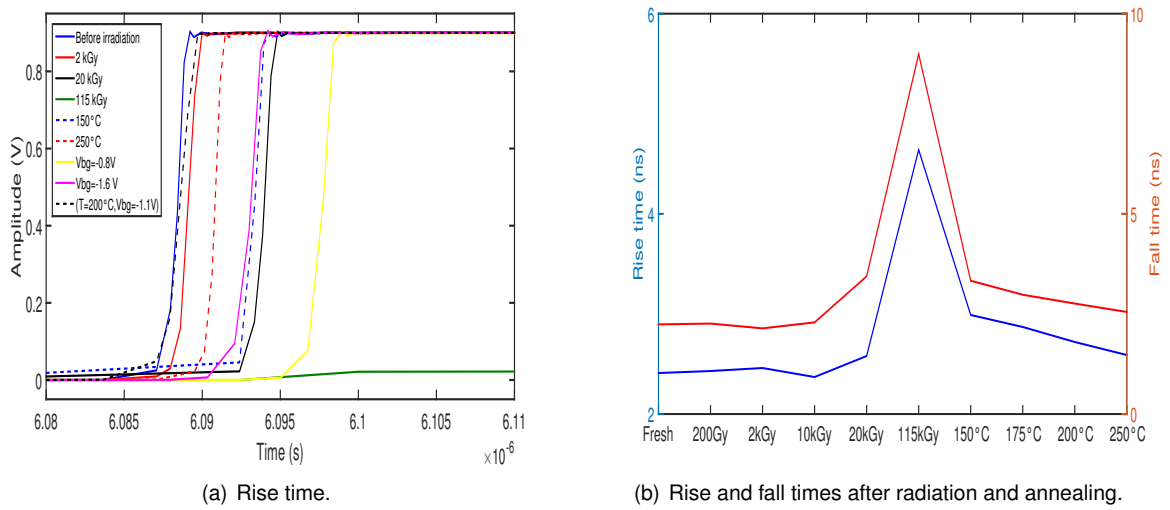 Before irradiation
2 kGy
20 kGy
115 kGy
150°C
250°C
Vbg=-0.8V
Vbg=-1.6 V
(T=200°C,Vbg=-1.1V)
Amplitude (V)
0.8
0.6
0.4
0.2
0
6.08 6.085 6.09 6.095 6.1 6.105 6.11
Time (s)
×10-6
(a) Rise time.
6
4
2
Rise time (ns)
10
5
0
Fall time (ns)
Fresh 200Gy 2kGy 10kGy 20kGy 115kGy 150°C 175°C 200°C 250°C
(b) Rise and fall times after radiation and annealing.